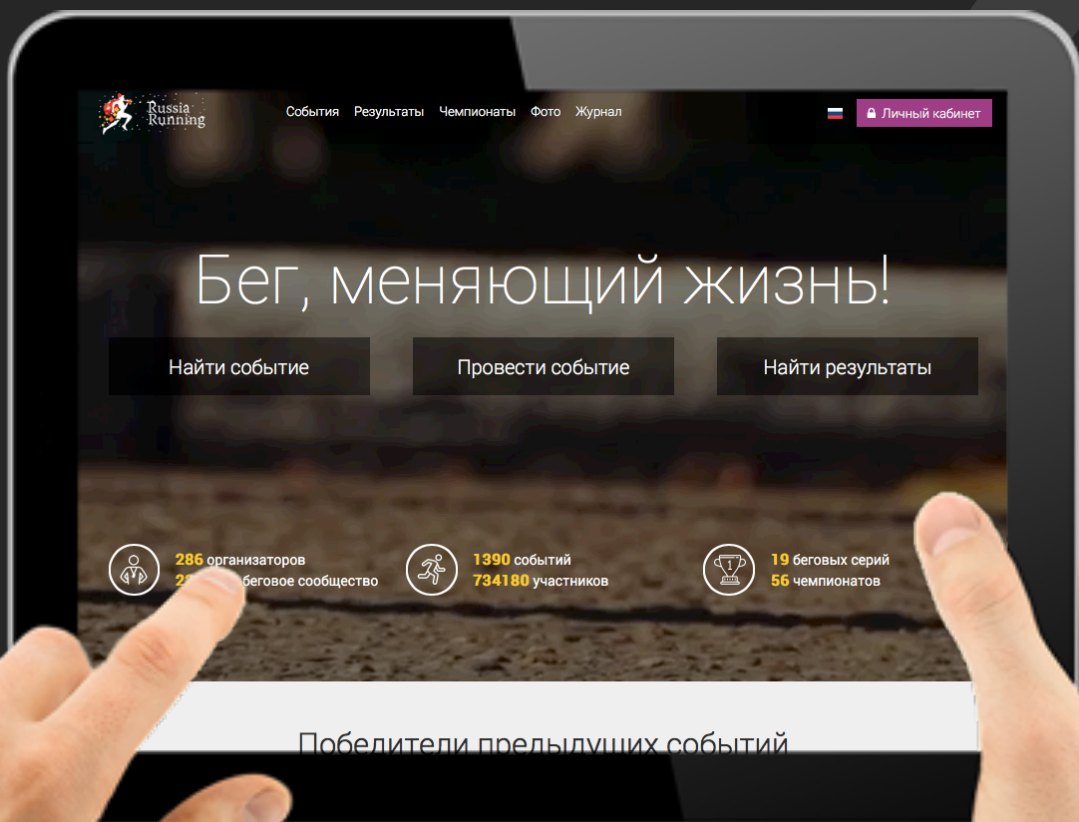 Russia
Running
События Результаты Чемпионаты Фото Журнал
Личный кабинет
Бег, меняющий жизнь!
Найти событие
Провести событие
Найти результаты
286 организаторов
беговое сообщество
1390 событий
734180 участников
19 беговых серий
56 чемпионатов
1
Победители предыдущих событий